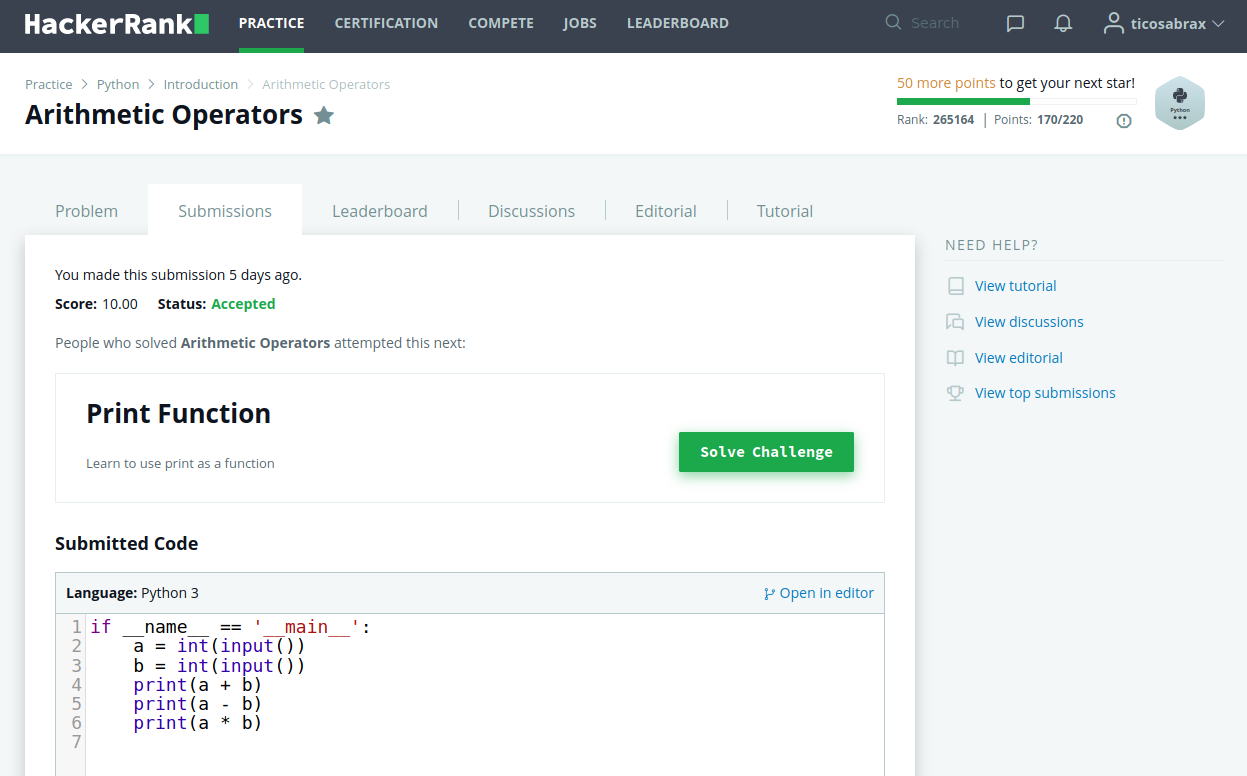 HackerRank PRACTICE CERTIFICATION COMPETE JOBS LEADERBOARD Search ticosabrax
Practice > Python > Introduction > Arithmetic Operators
Arithmetic Operators
50 more points to get your next star!
Rank: 265164 | Points: 170/220
Python
Problem Submissions Leaderboard Discussions Editorial Tutorial
You made this submission 5 days ago.
Score: 10.00 Status: Accepted
People who solved Arithmetic Operators attempted this next:
Print Function
Learn to use print as a function
Solve Challenge
Submitted Code
Language: Python 3
Open in editor
1 if __name__ == '__main__':
2     a = int(input())
3     b = int(input())
4     print(a + b)
5     print(a - b)
6     print(a * b)
7
NEED HELP?
View tutorial
View discussions
View editorial
View top submissions